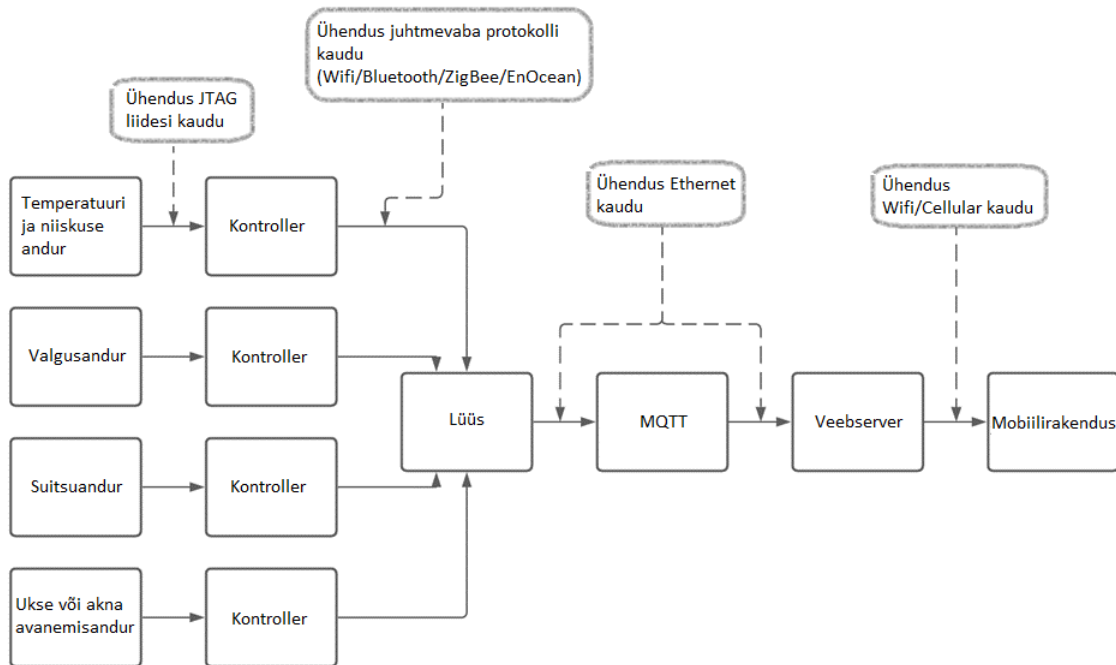 Ühendus juhtmevaba protokolli
kaudu
(Wifi/Bluetooth/ZigBee/EnOcean)
Ühendus JTAG
liidesi kaudu
Ühendus Ethernet
kaudu
Ühendus
Wifi/Cellular kaudu
Temperatuuri
ja niiskuse
andur
Kontroller
Valgusandur
Kontroller
Lüüs
MQTT
Veebserver
Mobiilirakendus
Suitsuandur
Kontroller
Ukse või akna
avanemisandur
Kontroller